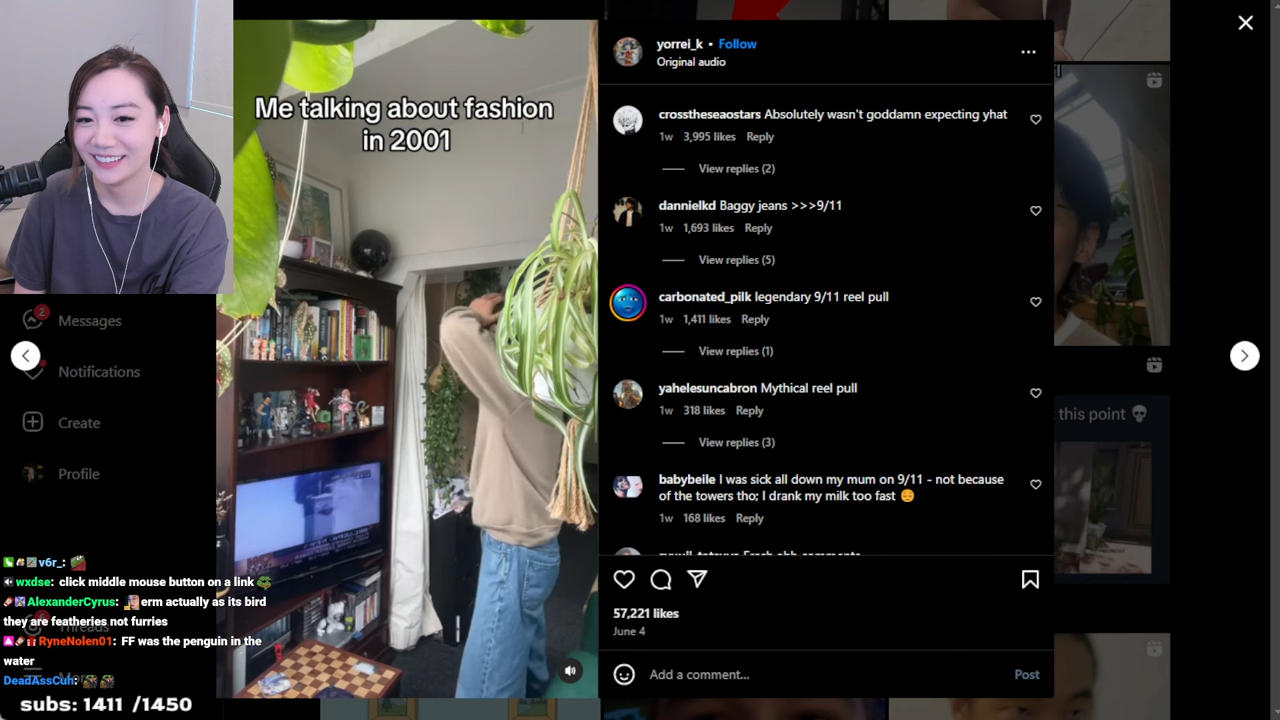 Me talking about fashion
in 2001
yorrei_k • Follow
Original audio
crosstheseaostars Absolutely wasn't goddamn expecting yhat
1w 3,995 likes Reply
View replies (2)
dannielkd Baggy jeans >>>9/11
1w 1,693 likes Reply
View replies (5)
carbonated_pilk legendary 9/11 reel pull
1w 1,411 likes Reply
View replies (1)
yahelesuncabron Mythical reel pull
1w 318 likes Reply
View replies (3)
babybeile I was sick all down my mum on 9/11 - not because
of the towers tho; I drank my milk too fast 😔
1w 168 likes Reply
57,221 likes
June 4
Add a comment... Post
2
Messages
Notifications
Create
Profile
Threads
v6r_:
wxdse: click middle mouse button on a link
AlexanderCyrus: erm actually as its bird
they are featheries not furries
RyneNolen01: FF was the penguin in the
water
DeadAssCuh:
subs: 1411 /1450
this point 💀